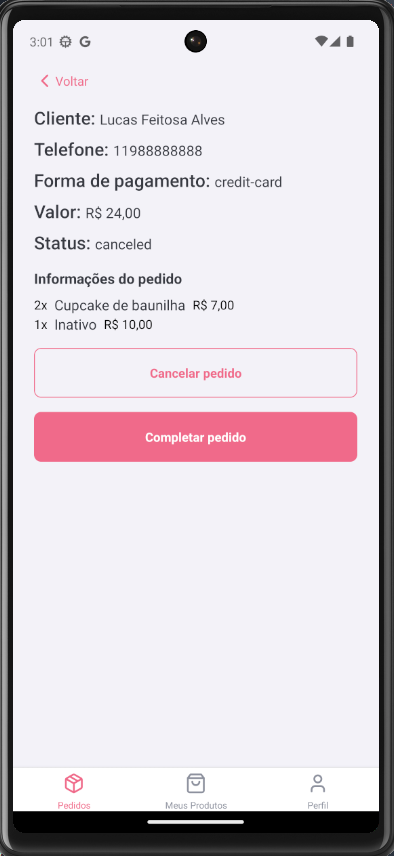 3:01
Voltar
Cliente: Lucas Feitosa Alves
Telefone: 11988888888
Forma de pagamento: credit-card
Valor: R$ 24,00
Status: canceled
Informações do pedido
2x Cupcake de baunilha R$ 7,00
1x Inativo R$ 10,00
Cancelar pedido
Completar pedido
Pedidos Meus Produtos Perfil